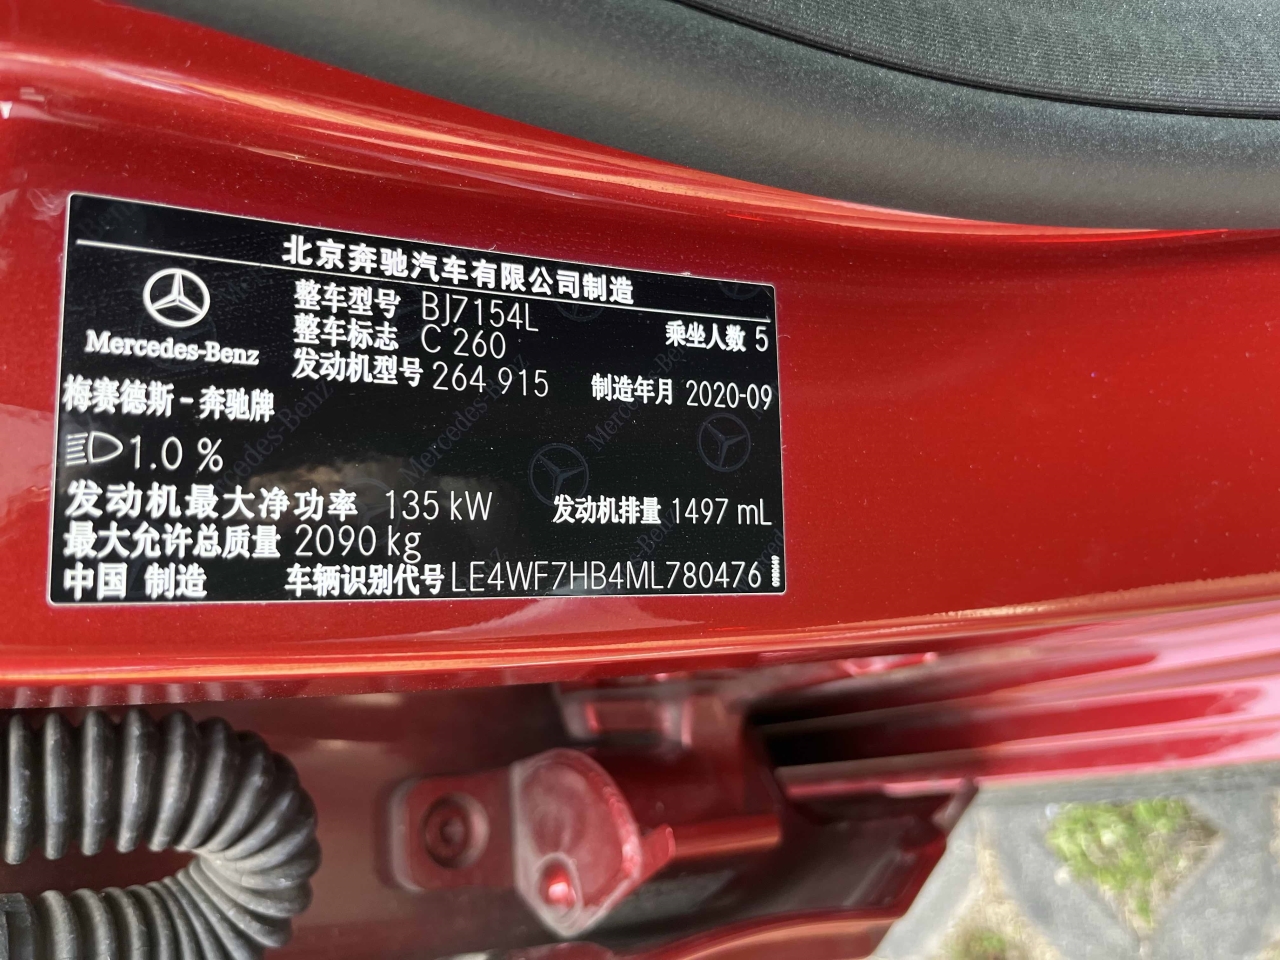 北京奔驰汽车有限公司制造
Mercedes-Benz
梅赛德斯-奔驰牌
整车型号 BJ7154L
整车标志 C 260
乘坐人数 5
发动机型号 264 915
制造年月 2020-09
1.0 %
发动机最大净功率 135 kW
发动机排量 1497 mL
最大允许总质量 2090 kg
中国 制造
车辆识别代号 LE4WF7HB4ML780476